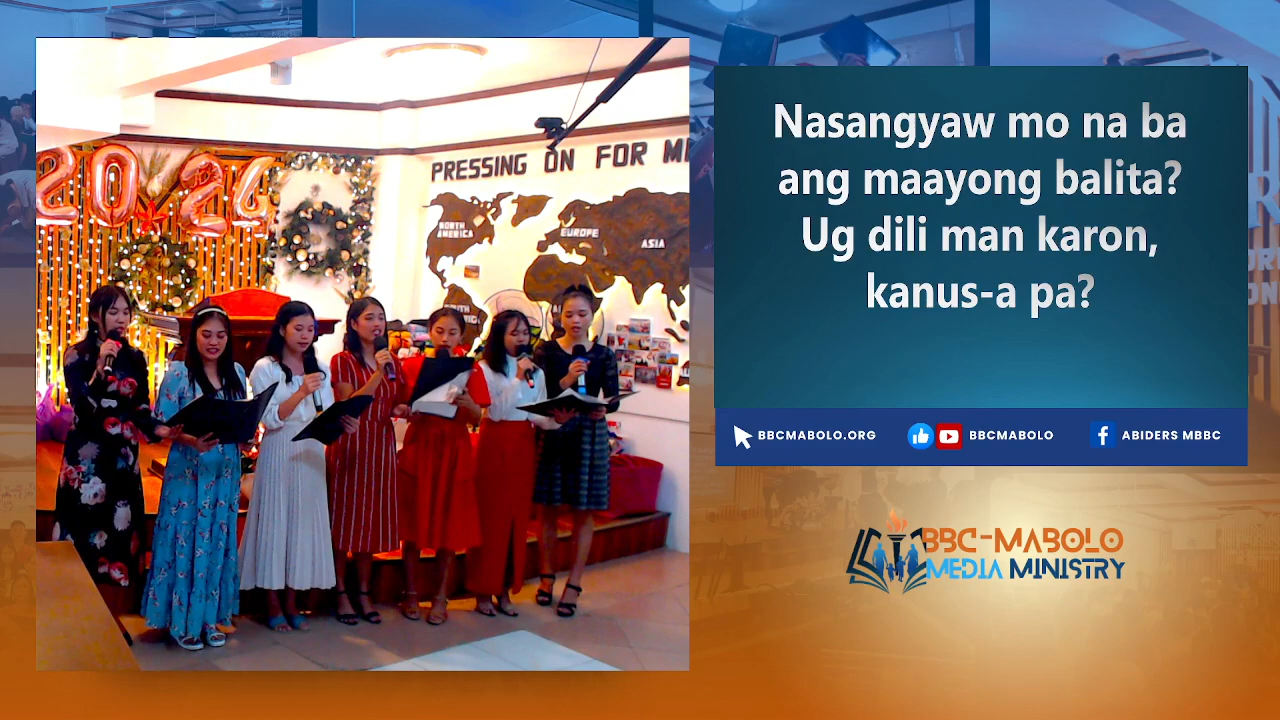 2024
PRESSING ON FOR
NORTH
AMERICA
EUROPE
ASIA
SOUTH
Nasangyaw mo na ba
ang maayong balita?
Ug dili man karon,
kanus-a pa?
BBCMABOLO.ORG
BBCMABOLO
ABIDERS MBBC
BBC-MABOLO
MEDIA MINISTRY